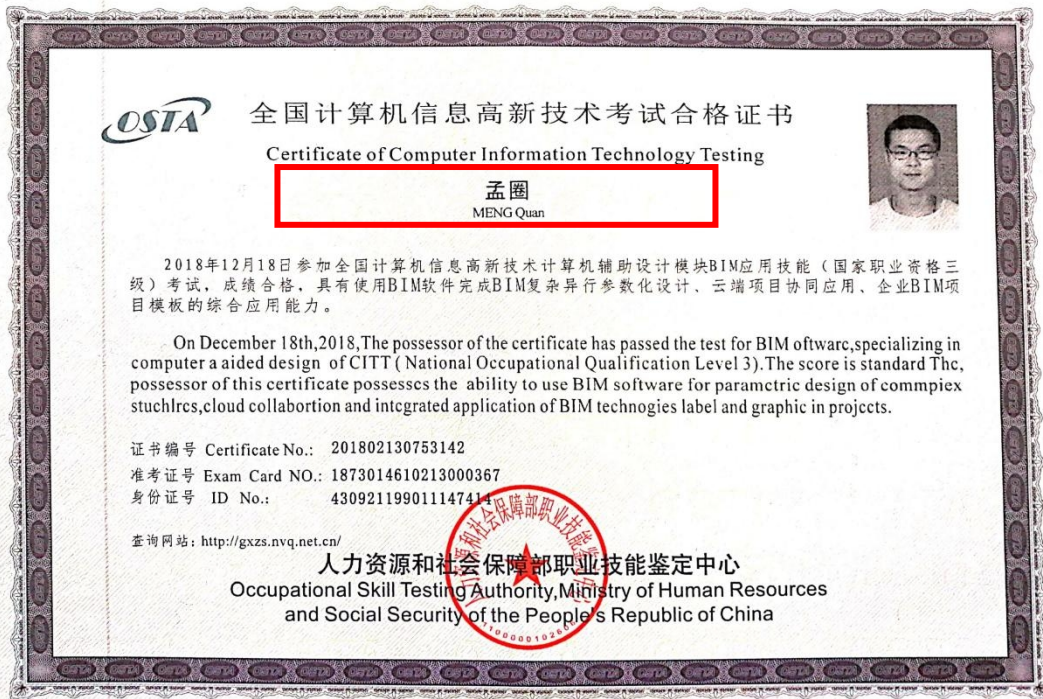 OSTA
全国计算机信息高新技术考试合格证书
Certificate of Computer Information Technology Testing
孟圈
MENG Quan
2018年12月18日参加全国计算机信息高新技术计算机辅助设计模块BIM应用技能（国家职业资格三
级）考试，成绩合格，具有使用BIM软件完成BIM复杂异行参数化设计、云端项目协同应用、企业BIM项
目模板的综合应用能力。
On December 18th,2018,The possessor of the certificate has passed the test for BIM oftwarc,specializing in
computer a aided design of CITT ( National Occupational Qualification Level 3).The score is standard Thc,
possessor of this certificate possesscs the ability to use BIM software for paramctric design of commpiex
stuchlrcs,cloud collabortion and intcgrated application of BIM technogies label and graphic in projccts.
证书编号 Certificate No.: 201802130753142
准考证号 Exam Card NO.: 1873014610213000367
身份证号 ID No.: 430921199011147414
查询网站: http://gxzs.nvq.net.cn/
人力资源和社会保障部职业技能鉴定中心
Occupational Skill Testing Authority,Ministry of Human Resources
and Social Security of the People's Republic of China